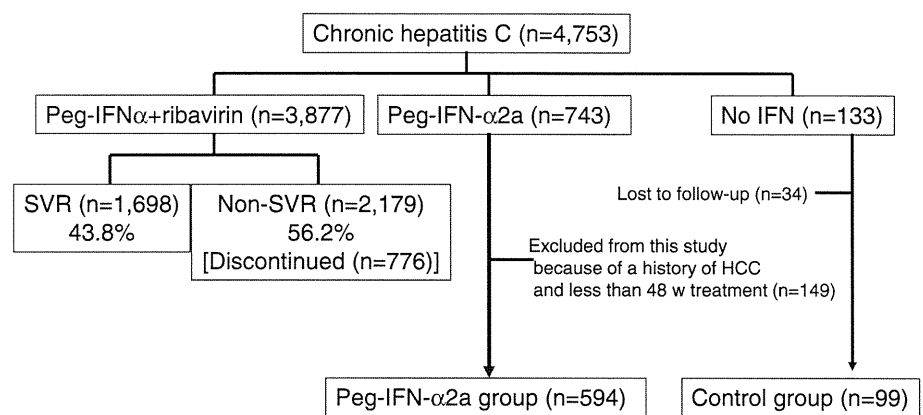 Chronic hepatitis C (n=4,753)
Peg-IFNα+ribavirin (n=3,877)
Peg-IFN-α2a (n=743)
No IFN (n=133)
SVR (n=1,698)
43.8%
Non-SVR (n=2,179)
56.2%
[Discontinued (n=776)]
Lost to follow-up (n=34)
Excluded from this study
because of a history of HCC
and less than 48 w treatment (n=149)
Peg-IFN-α2a group (n=594)
Control group (n=99)